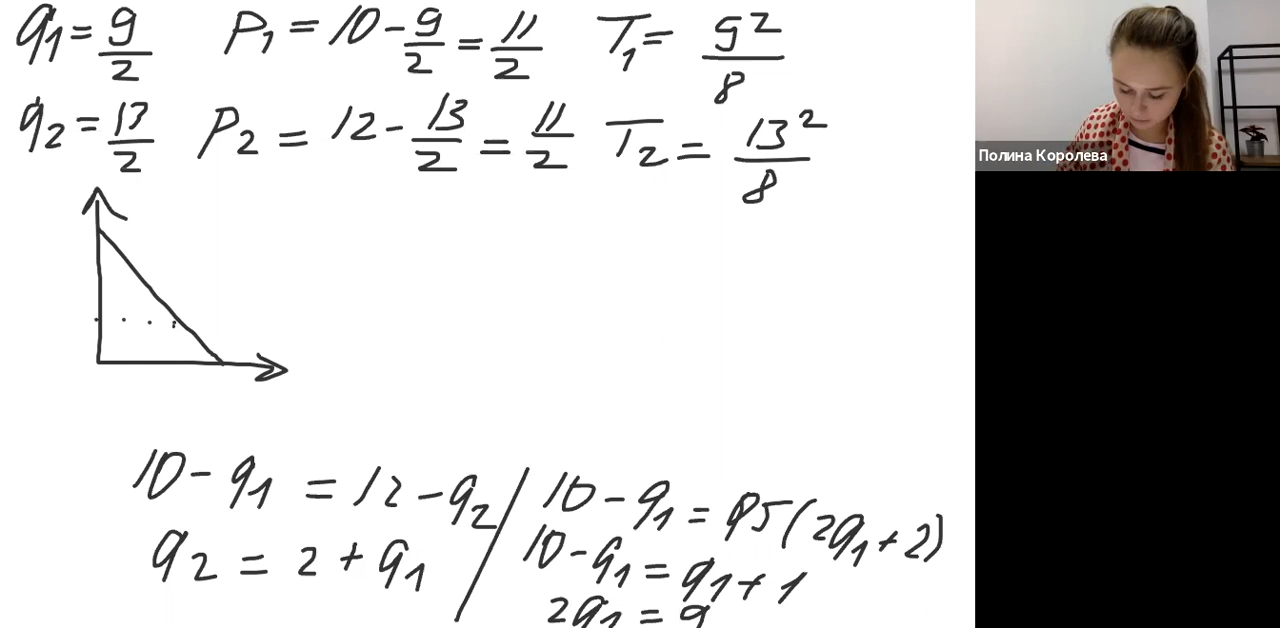 q1 = 9/2   P1 = 10 - 9/2 = 11/2   T1 = 9²/8
q2 = 13/2   P2 = 12 - 13/2 = 11/2   T2 = 13²/8
Полина Королева
10 - q1 = 12 - q2 / 10 - q1 = 0,5(2q1 + 2)
q2 = 2 + q1 / 10 - q1 = q1 + 1
2q1 = 9